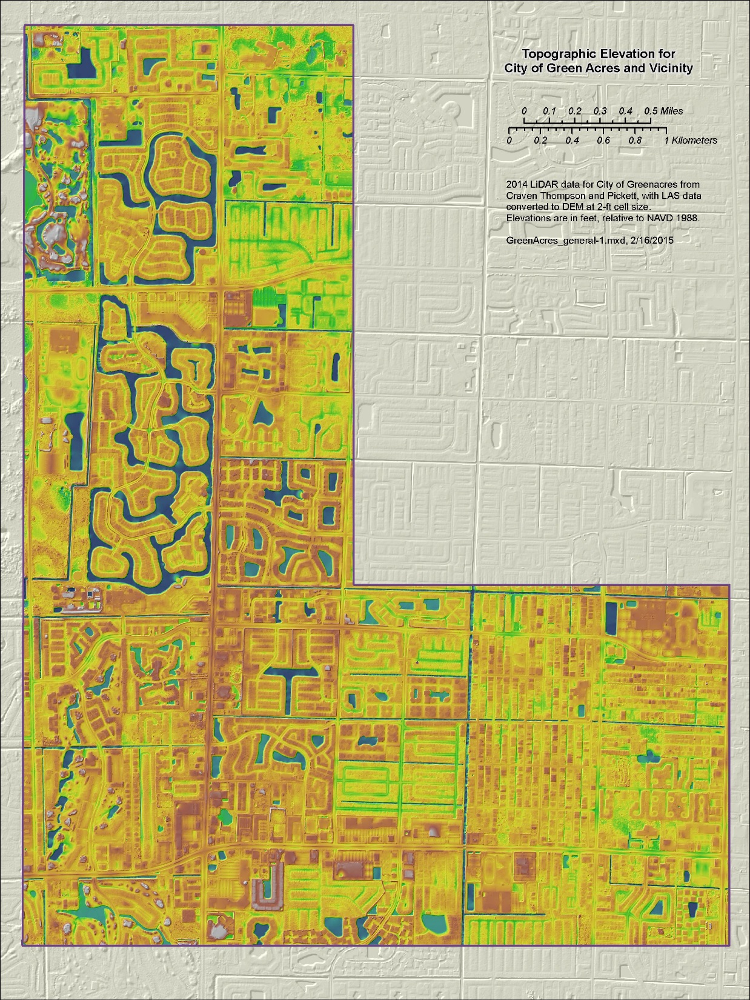 Topographic Elevation for
City of Green Acres and Vicinity
0 0.1 0.2 0.3 0.4 0.5 Miles
0 0.2 0.4 0.6 0.8 1 Kilometers
2014 LiDAR data for City of Greenacres from
Craven Thompson and Pickett, with LAS data
converted to DEM at 2-ft cell size.
Elevations are in feet, relative to NAVD 1988.
GreenAcres_general-1.mxd, 2/16/2015